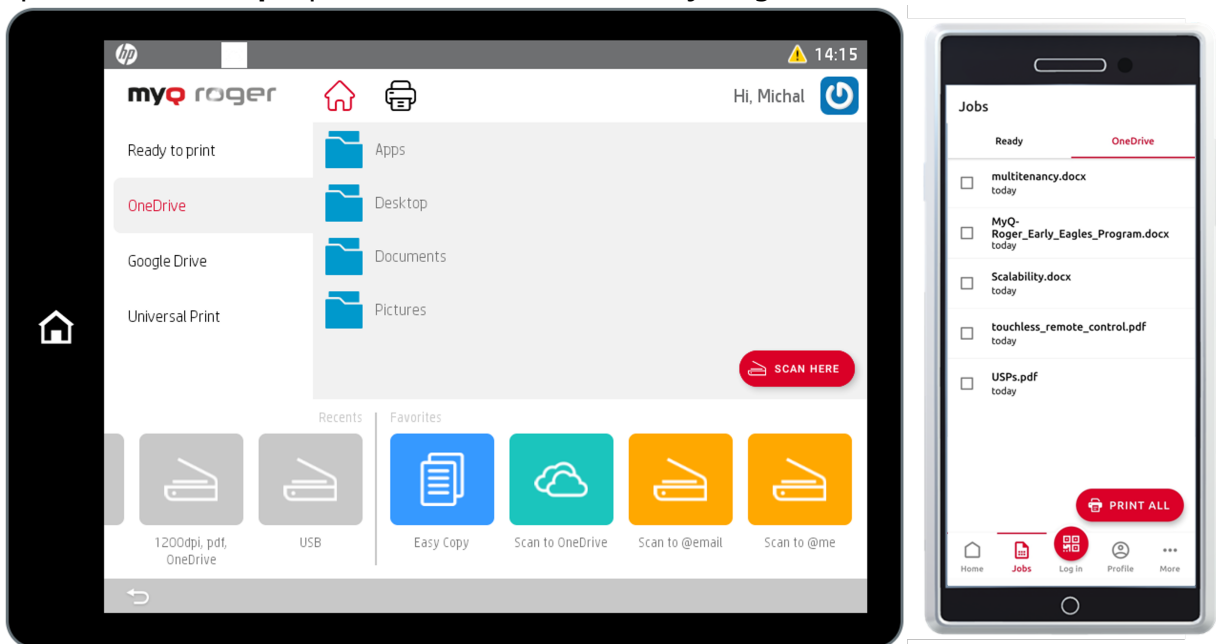 hp
14:15
myQ roger
Hi, Michal
Ready to print
OneDrive
Google Drive
Universal Print
Apps
Desktop
Documents
Pictures
SCAN HERE
Recents
Favorites
1200dpi, pdf,
OneDrive
USB
Easy Copy
Scan to OneDrive
Scan to @email
Scan to @me
Jobs
Ready
OneDrive
multitenancy.docx
today
MyQ-
Roger_Early_Eagles_Program.docx
today
Scalability.docx
today
touchless_remote_control.pdf
today
USPs.pdf
today
PRINT ALL
Home
Jobs
Log in
Profile
More